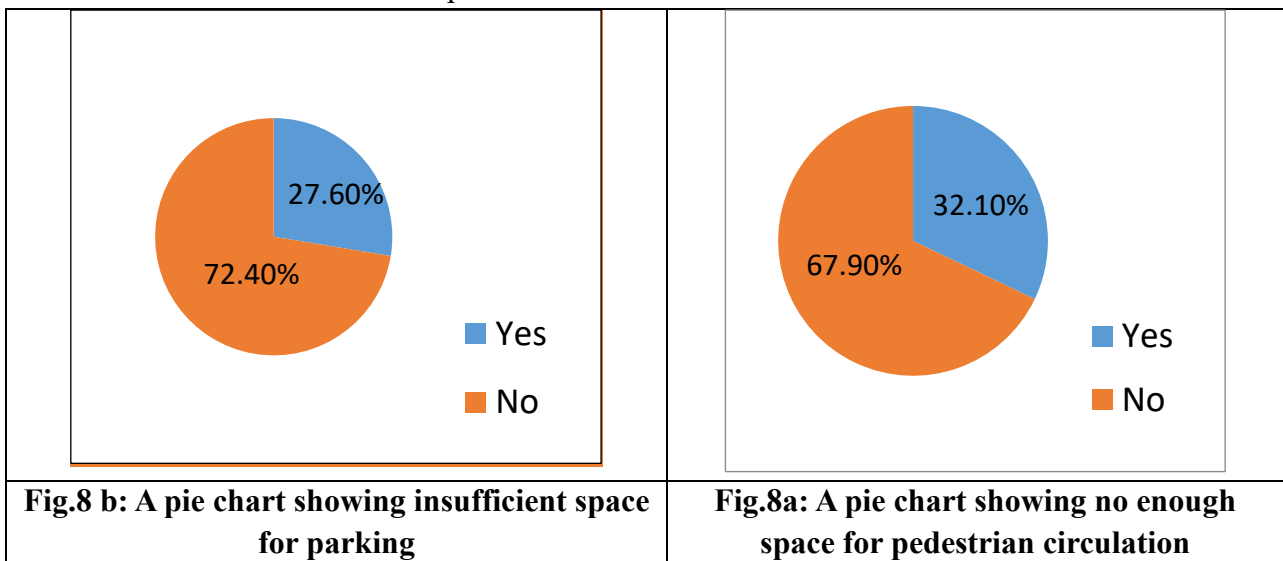 27.60%
72.40%
Yes
No
Fig.8 b: A pie chart showing insufficient space
for parking
32.10%
67.90%
Yes
No
Fig.8a: A pie chart showing no enough
space for pedestrian circulation